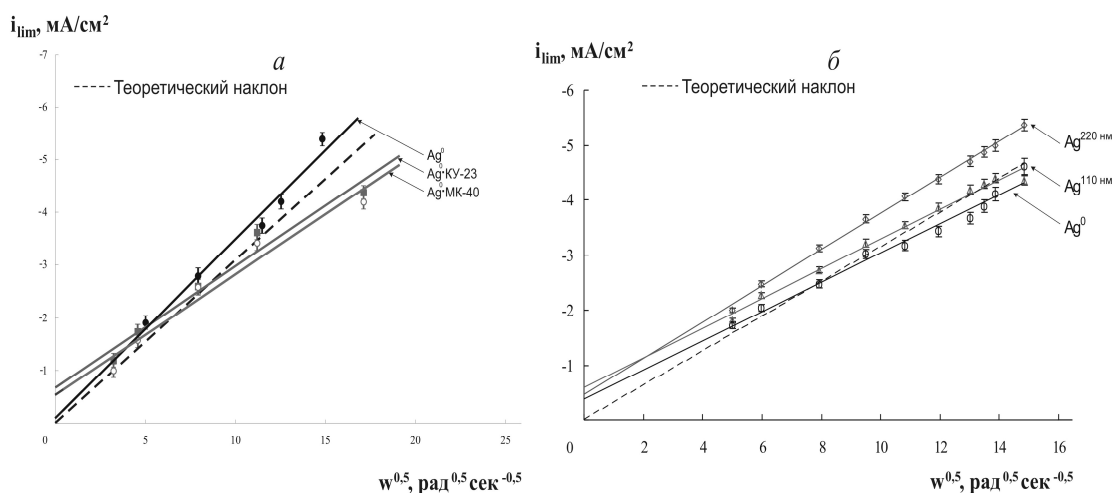 i_lim, мА/см²
а
Теоретический наклон
-7
-6
-5
-4
-3
-2
-1
0
5
10
15
20
25
Ag⁰
Ag⁰·КУ-23
Ag⁰·МК-40
w^0,5, рад^0,5 сек^-0,5
i_lim, мА/см²
б
Теоретический наклон
-6
-5
-4
-3
-2
-1
0
2
4
6
8
10
12
14
16
Ag^220 нм
Ag^110 нм
Ag⁰
w^0,5, рад^0,5 сек^-0,5